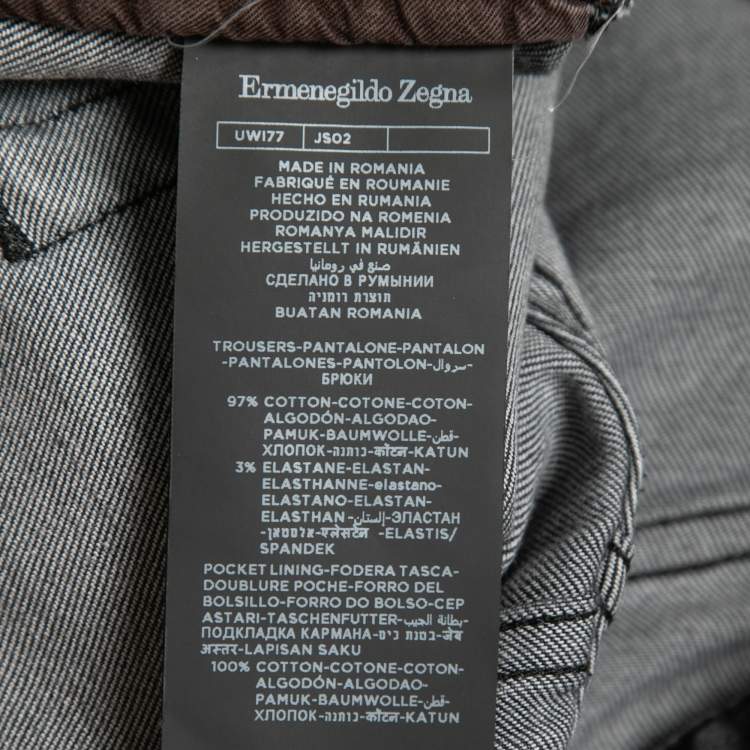 Ermenegildo Zegna
UWI77 JS02
MADE IN ROMANIA
FABRIQUÉ EN ROUMANIE
HECHO EN RUMANIA
PRODUZIDO NA ROMENIA
ROMANYA MALIDIR
HERGESTELLT IN RUMÄNIEN
صنع في رومانيا
СДЕЛАНО В РУМЫНИИ
תוצרת רומניה
BUATAN ROMANIA
TROUSERS-PANTALONE-PANTALON
-PANTALONES-PANTOLON-سروال-
БРЮКИ
97% COTTON-COTONE-COTON-
ALGODÓN-ALGODAO-
PAMUK-BAUMWOLLE-قطن-
ХЛОПОК-כותנה-कॉटन-KATUN
3% ELASTANE-ELASTAN-
ELASTHANNE-elastano-
ELASTANO-ELASTAN-
ELASTHAN-إلستان-ЭЛАСТАН
-אלסטאן-एलेस्टेन -ELASTIS/
SPANDEK
POCKET LINING-FODERA TASCA-
DOUBLURE POCHE-FORRO DEL
BOLSILLO-FORRO DO BOLSO-CEP
ASTARI-TASCHENFUTTER-بطانة الجيب-
ПОДКЛАДКА КАРМАНА-בטנת כיס-जेब
अस्तर-LAPISAN SAKU
100% COTTON-COTONE-COTON-
ALGODÓN-ALGODAO-
PAMUK-BAUMWOLLE-قطن-
ХЛОПОК-כותנה-कॉटन-KATUN